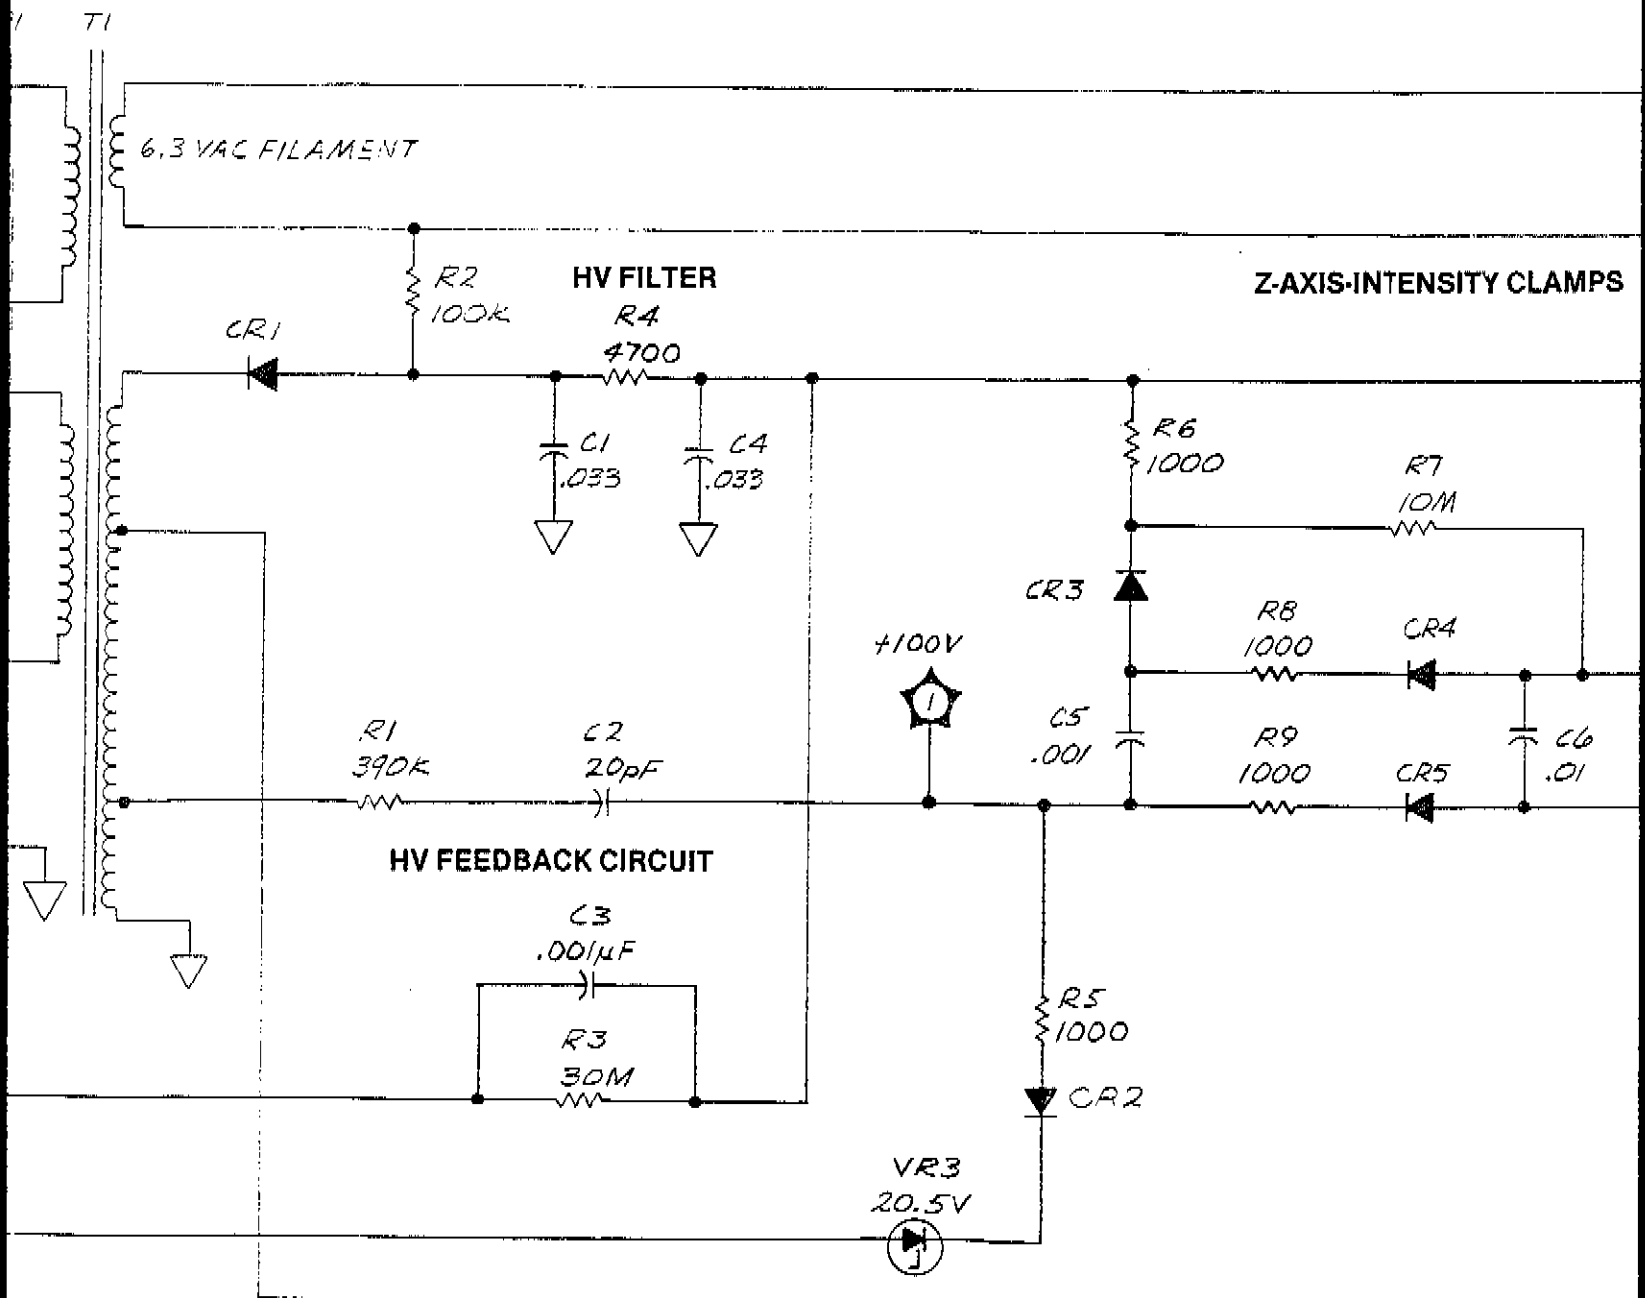 T1
6.3 VAC FILAMENT
R2
100K
HV FILTER
R4
4700
Z-AXIS-INTENSITY CLAMPS
CR1
C1
.033
C4
.033
R6
1000
R7
10M
CR3
R8
1000
CR4
+100V
1
R1
390K
C2
20pF
C5
.001
R9
1000
CR5
C6
.01
HV FEEDBACK CIRCUIT
C3
.001µF
R3
30M
R5
1000
CR2
VR3
20.5V